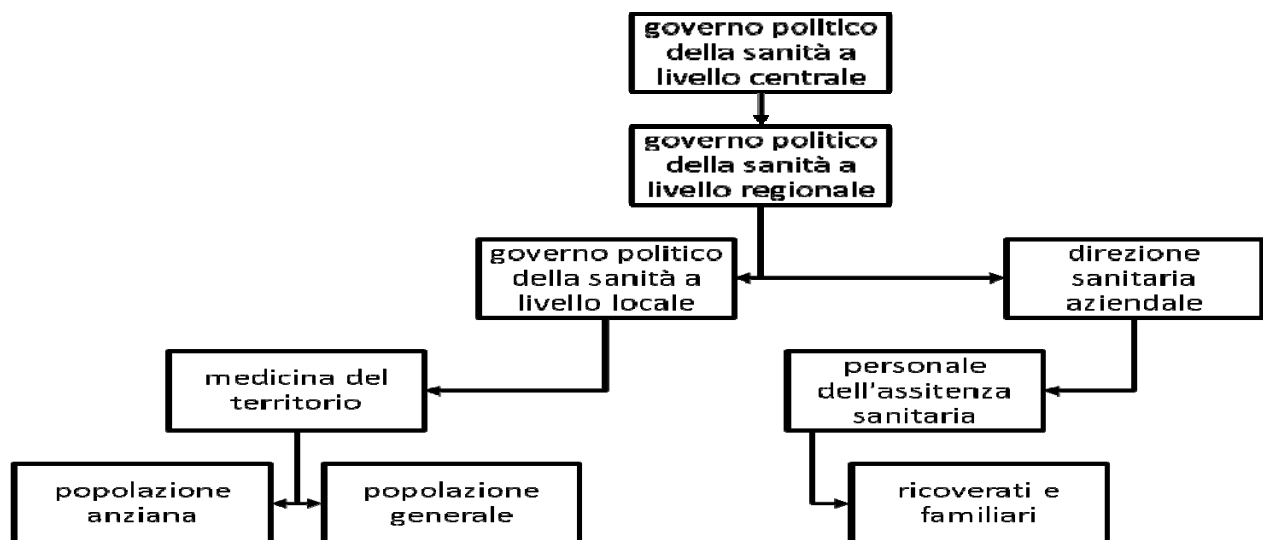 governo politico
della sanità a
livello centrale
governo politico
della sanità a
livello regionale
governo politico
della sanità a
livello locale
direzione
sanitaria
aziendale
medicina del
territorio
personale
dell'assitenza
sanitaria
popolazione
anziana
popolazione
generale
ricoverati e
familiari